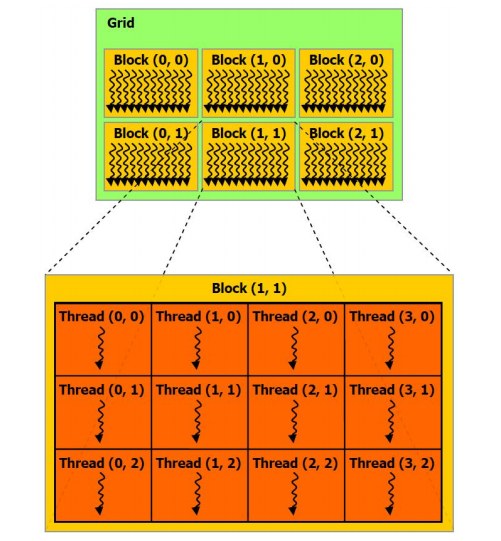 Grid
Block (0, 0) Block (1, 0) Block (2, 0)
Block (0, 1) Block (1, 1) Block (2, 1)
Block (1, 1)
Thread (0, 0) Thread (1, 0) Thread (2, 0) Thread (3, 0)
Thread (0, 1) Thread (1, 1) Thread (2, 1) Thread (3, 1)
Thread (0, 2) Thread (1, 2) Thread (2, 2) Thread (3, 2)